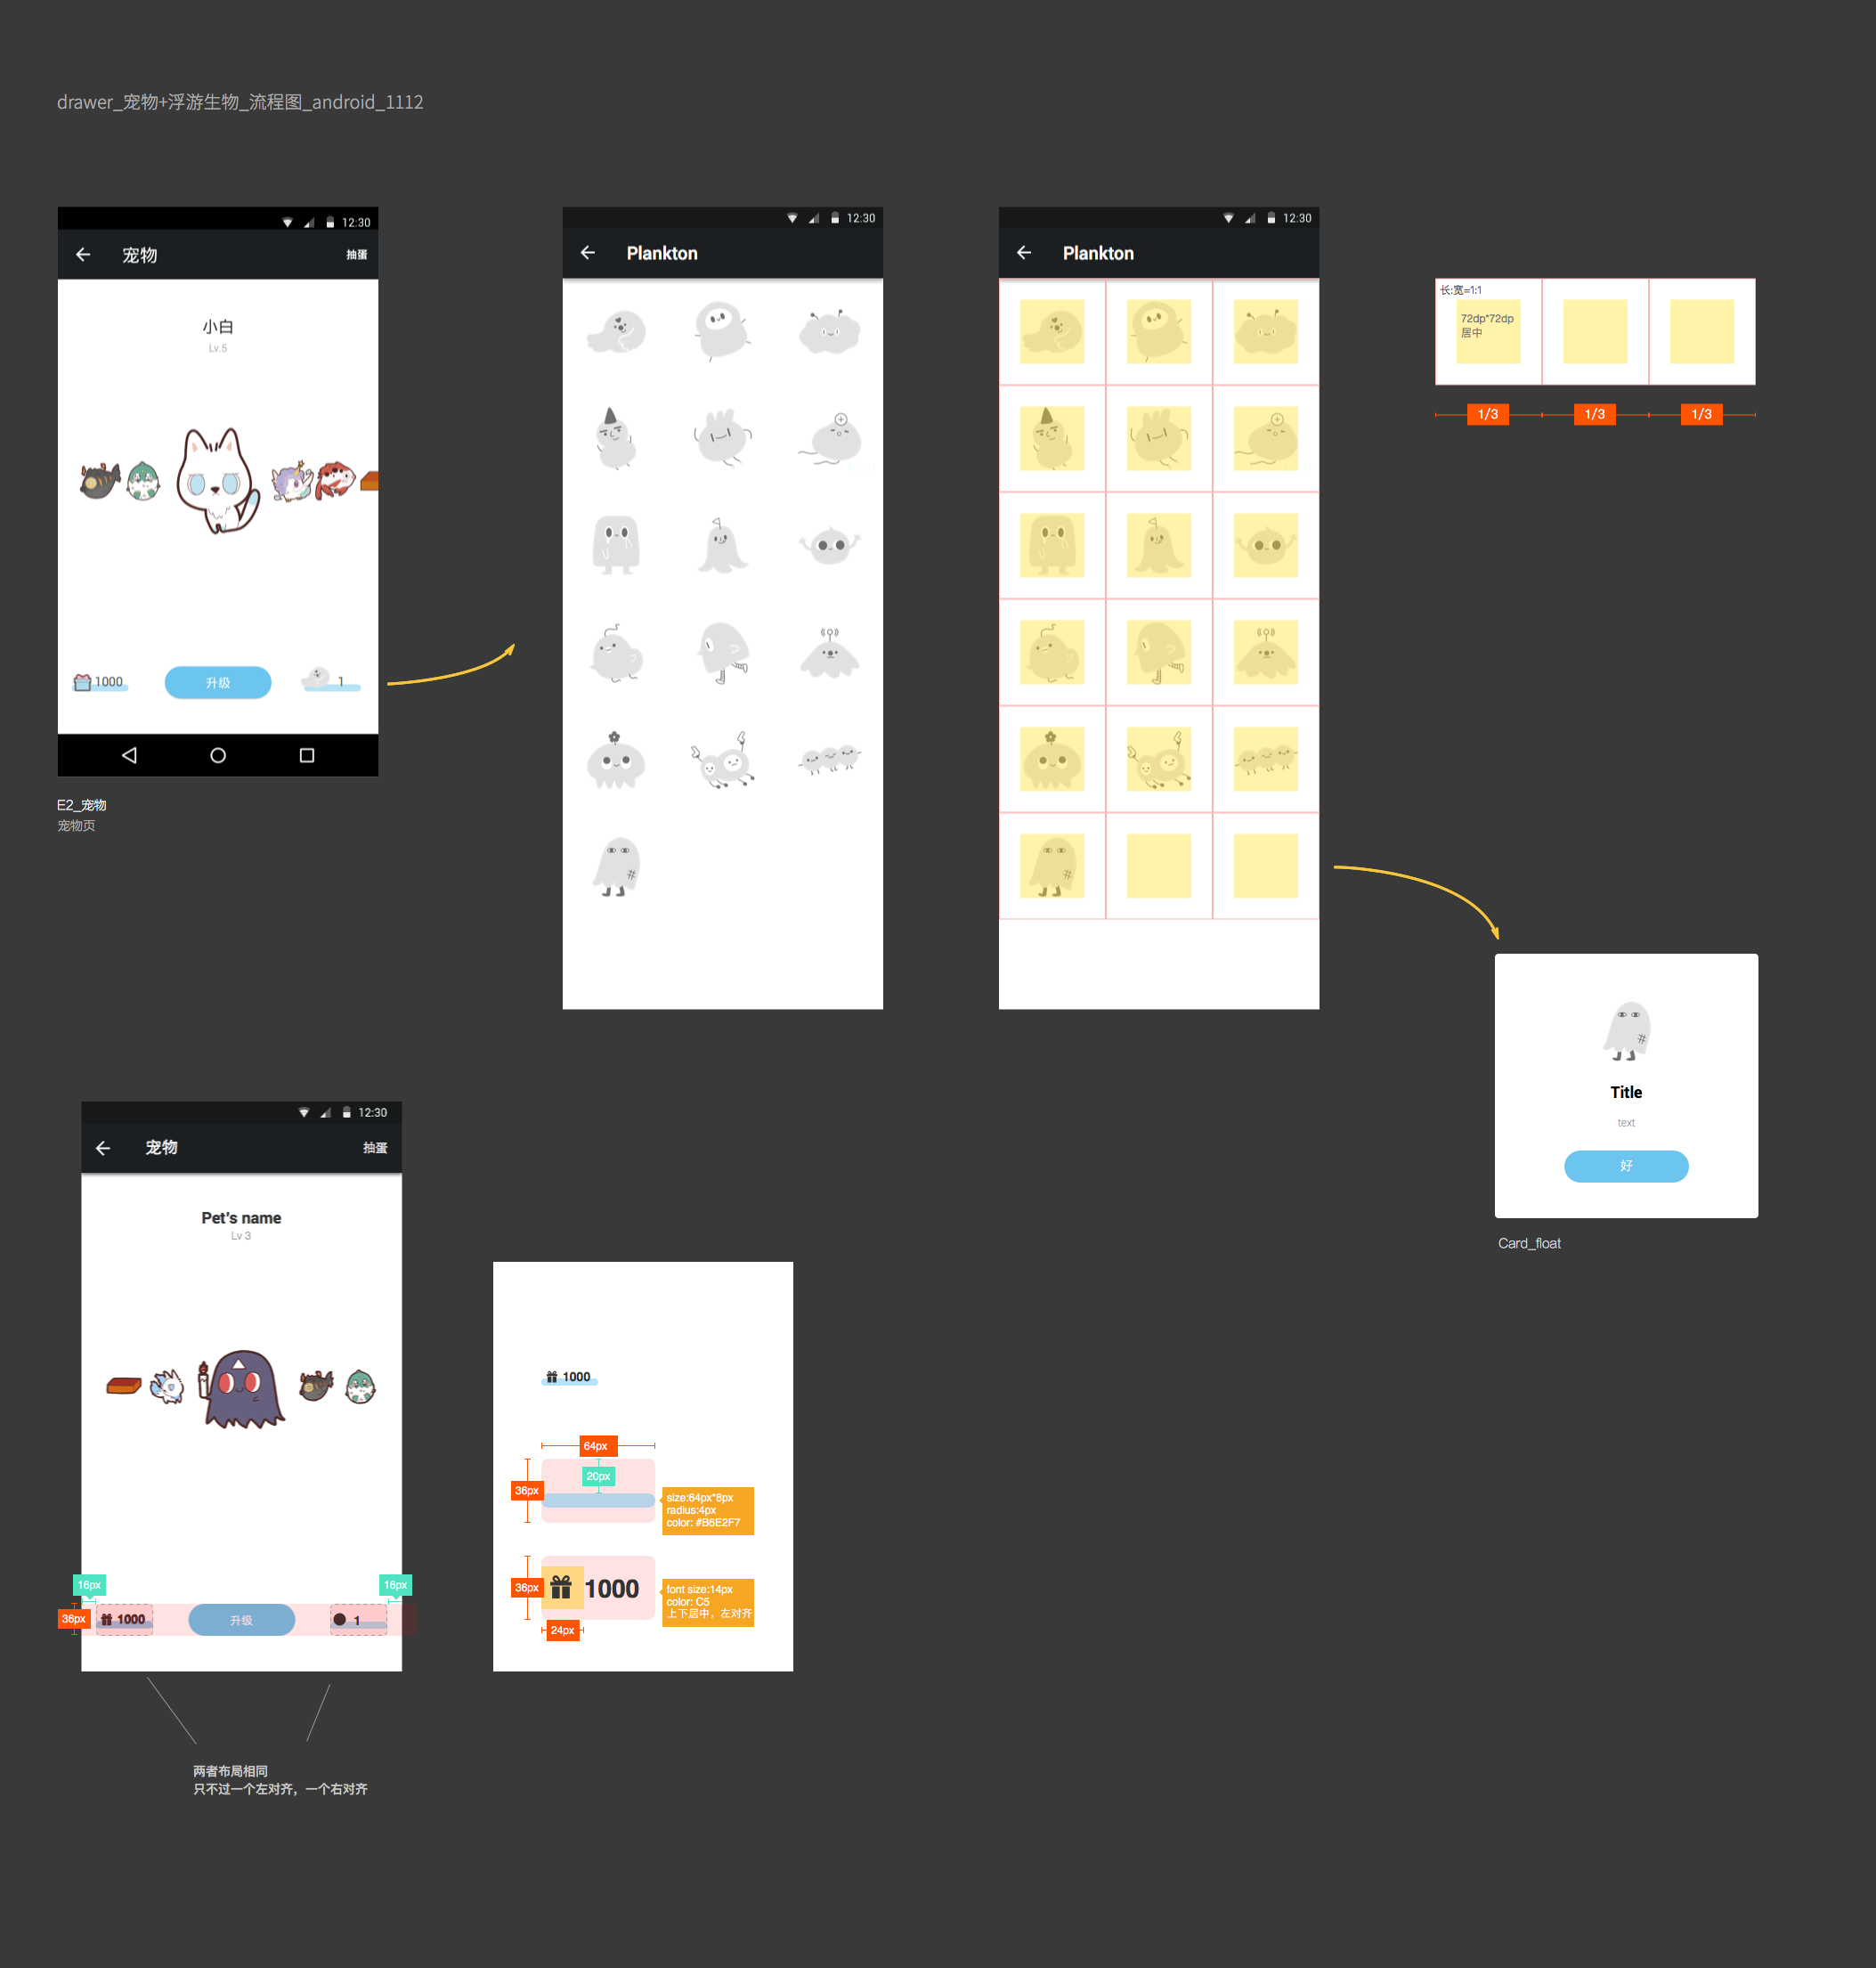 drawer_宠物+浮游生物_流程图_android_1112
12:30
宠物
抽蛋
小白
Lv.5
1000
升级
1
E2_宠物
宠物页
12:30
Plankton
12:30
Plankton
长:宽=1:1
72dp*72dp
居中
1/3
1/3
1/3
Title
text
好
Card_float
12:30
宠物
抽蛋
Pet's name
Lv 3
16px
16px
36px
1000
升级
1
两者布局相同
只不过一个左对齐，一个右对齐
1000
64px
20px
36px
size:64px*8px
radius:4px
color: #B6E2F7
36px
1000
font size:14px
color: C5
上下居中，左对齐
24px